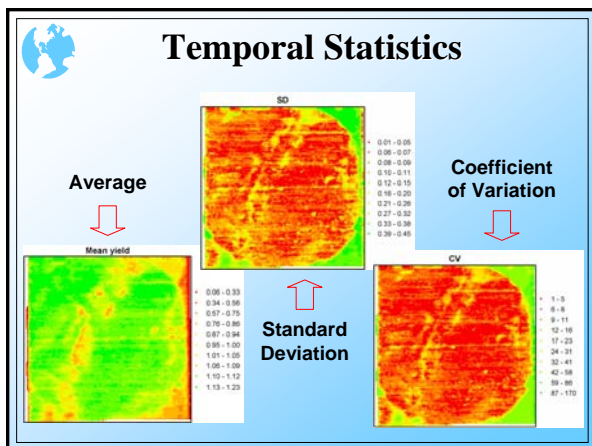 Temporal Statistics
SD
0.01 - 0.05
0.06 - 0.07
0.08 - 0.09
0.10 - 0.11
0.12 - 0.15
0.16 - 0.20
0.21 - 0.26
0.27 - 0.32
0.33 - 0.38
0.39 - 0.45
Average
Coefficient
of Variation
Mean yield
0.06 - 0.33
0.34 - 0.56
0.57 - 0.75
0.76 - 0.86
0.87 - 0.94
0.95 - 1.00
1.01 - 1.05
1.06 - 1.09
1.10 - 1.12
1.13 - 1.23
Standard
Deviation
CV
1 - 5
6 - 8
9 - 11
12 - 16
17 - 23
24 - 31
32 - 41
42 - 58
59 - 86
87 - 170